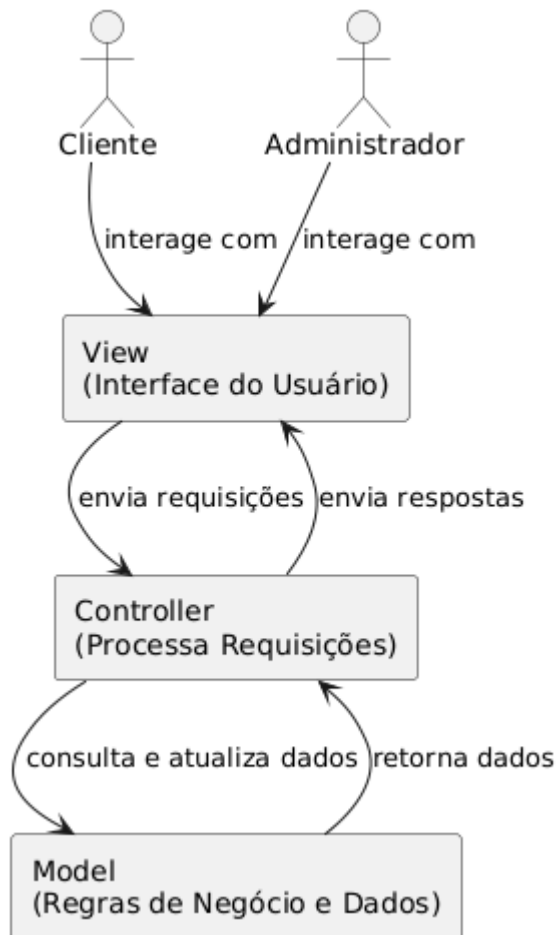 Cliente
Administrador
interage com
interage com
View
(Interface do Usuário)
envia requisições
envia respostas
Controller
(Processa Requisições)
consulta e atualiza dados
retorna dados
Model
(Regras de Negócio e Dados)